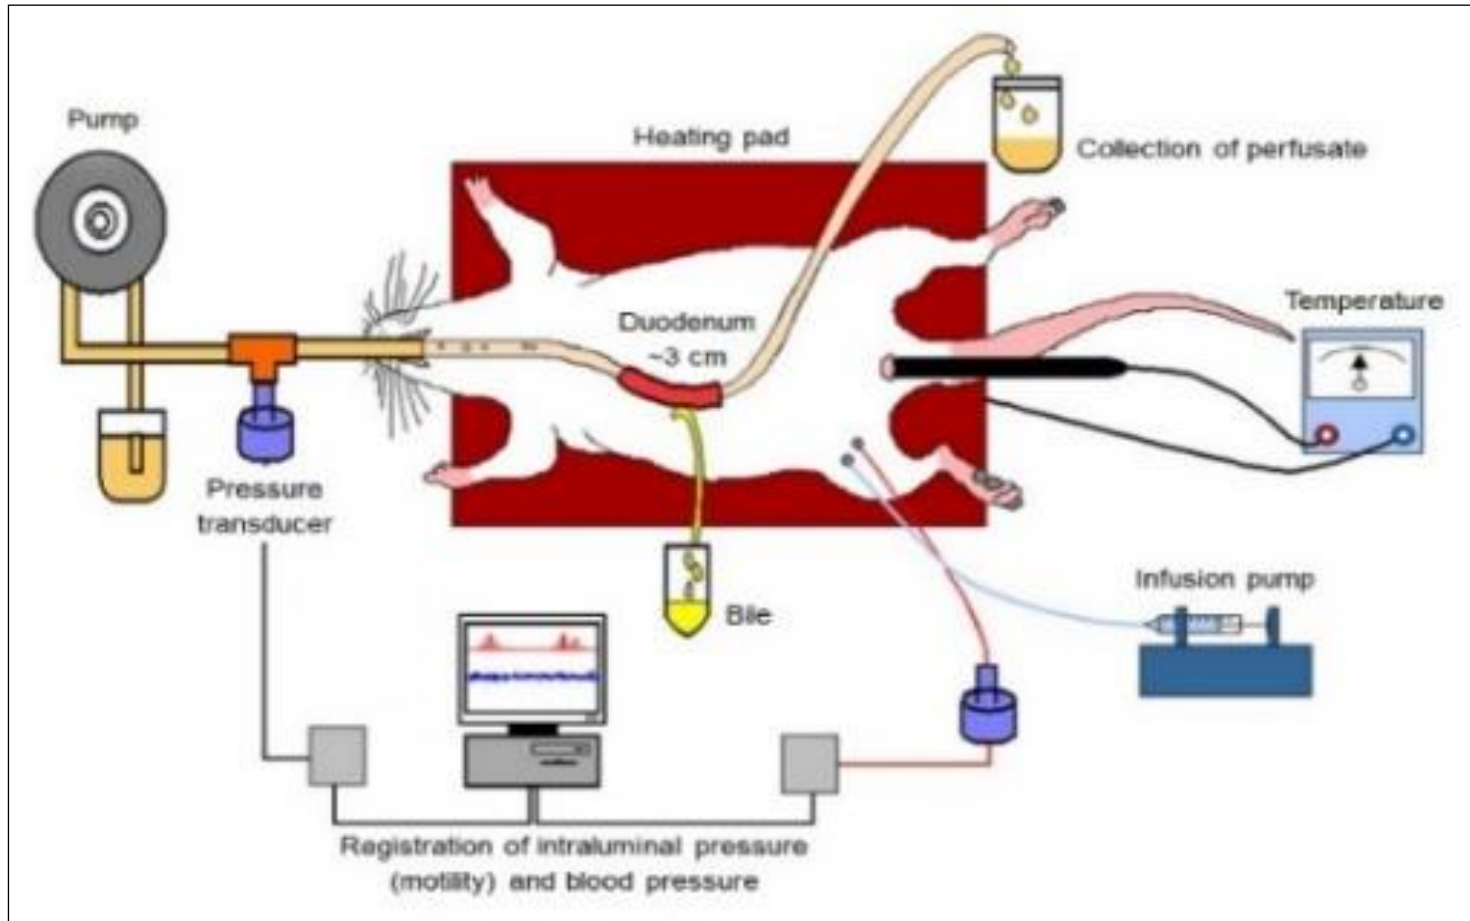 Pump
Heating pad
Collection of perfusate
Duodenum
~3 cm
Temperature
Pressure
transducer
Infusion pump
Bile
Registration of intraluminal pressure
(motility) and blood pressure